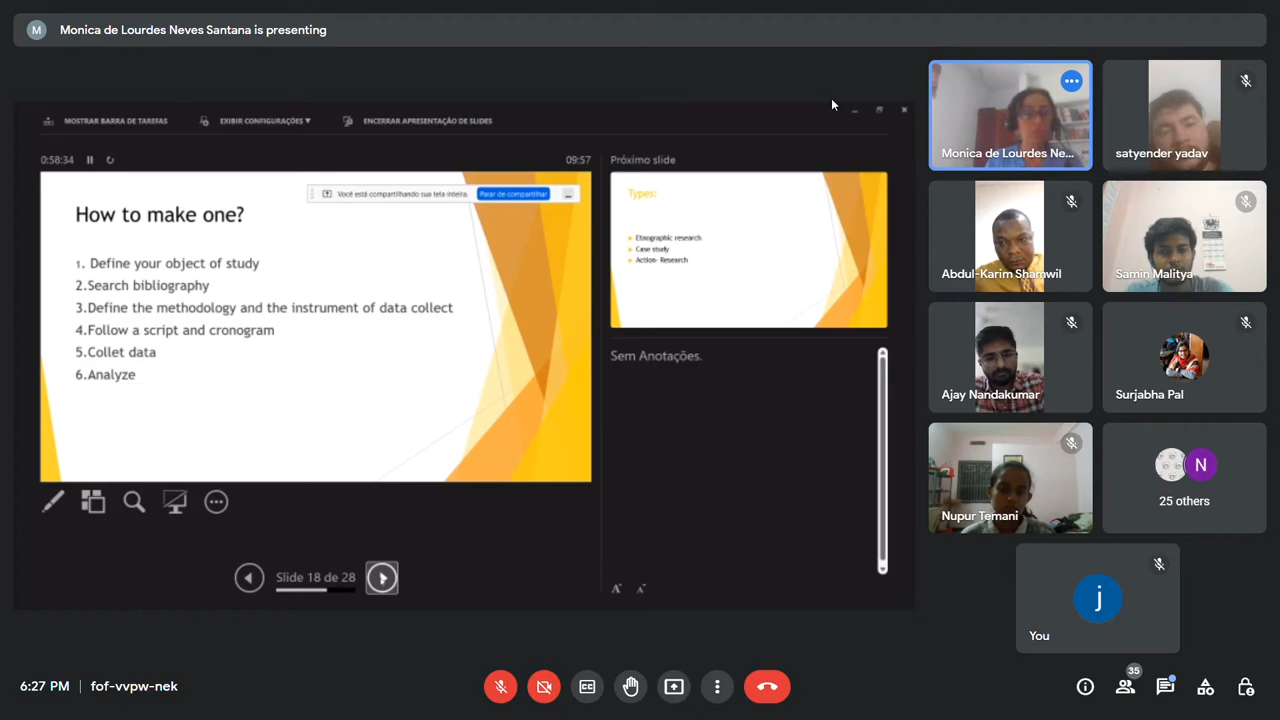 M
Monica de Lourdes Neves Santana is presenting
MOSTRAR BARRA DE TAREFAS
EXIBIR CONFIGURAÇÕES ▼
ENCERRAR APRESENTAÇÃO DE SLIDES
0:58:34
09:57
Você está compartilhando sua tela inteira.
Parar de compartilhar
How to make one?
1. Define your object of study
2.Search bibliography
3.Define the methodology and the instrument of data collect
4.Follow a script and cronogram
5.Collet data
6.Analyze
Slide 18 de 28
Próximo slide
Types:
Etnographic research
Case study
Action- Research
Sem Anotações.
A
A
Monica de Lourdes Ne...
satyender yadav
Abdul-Karim Shamwil
Samin Malitya
Ajay Nandakumar
Surjabha Pal
Nupur Temani
N
25 others
j
You
6:27 PM | fof-vvpw-nek
35